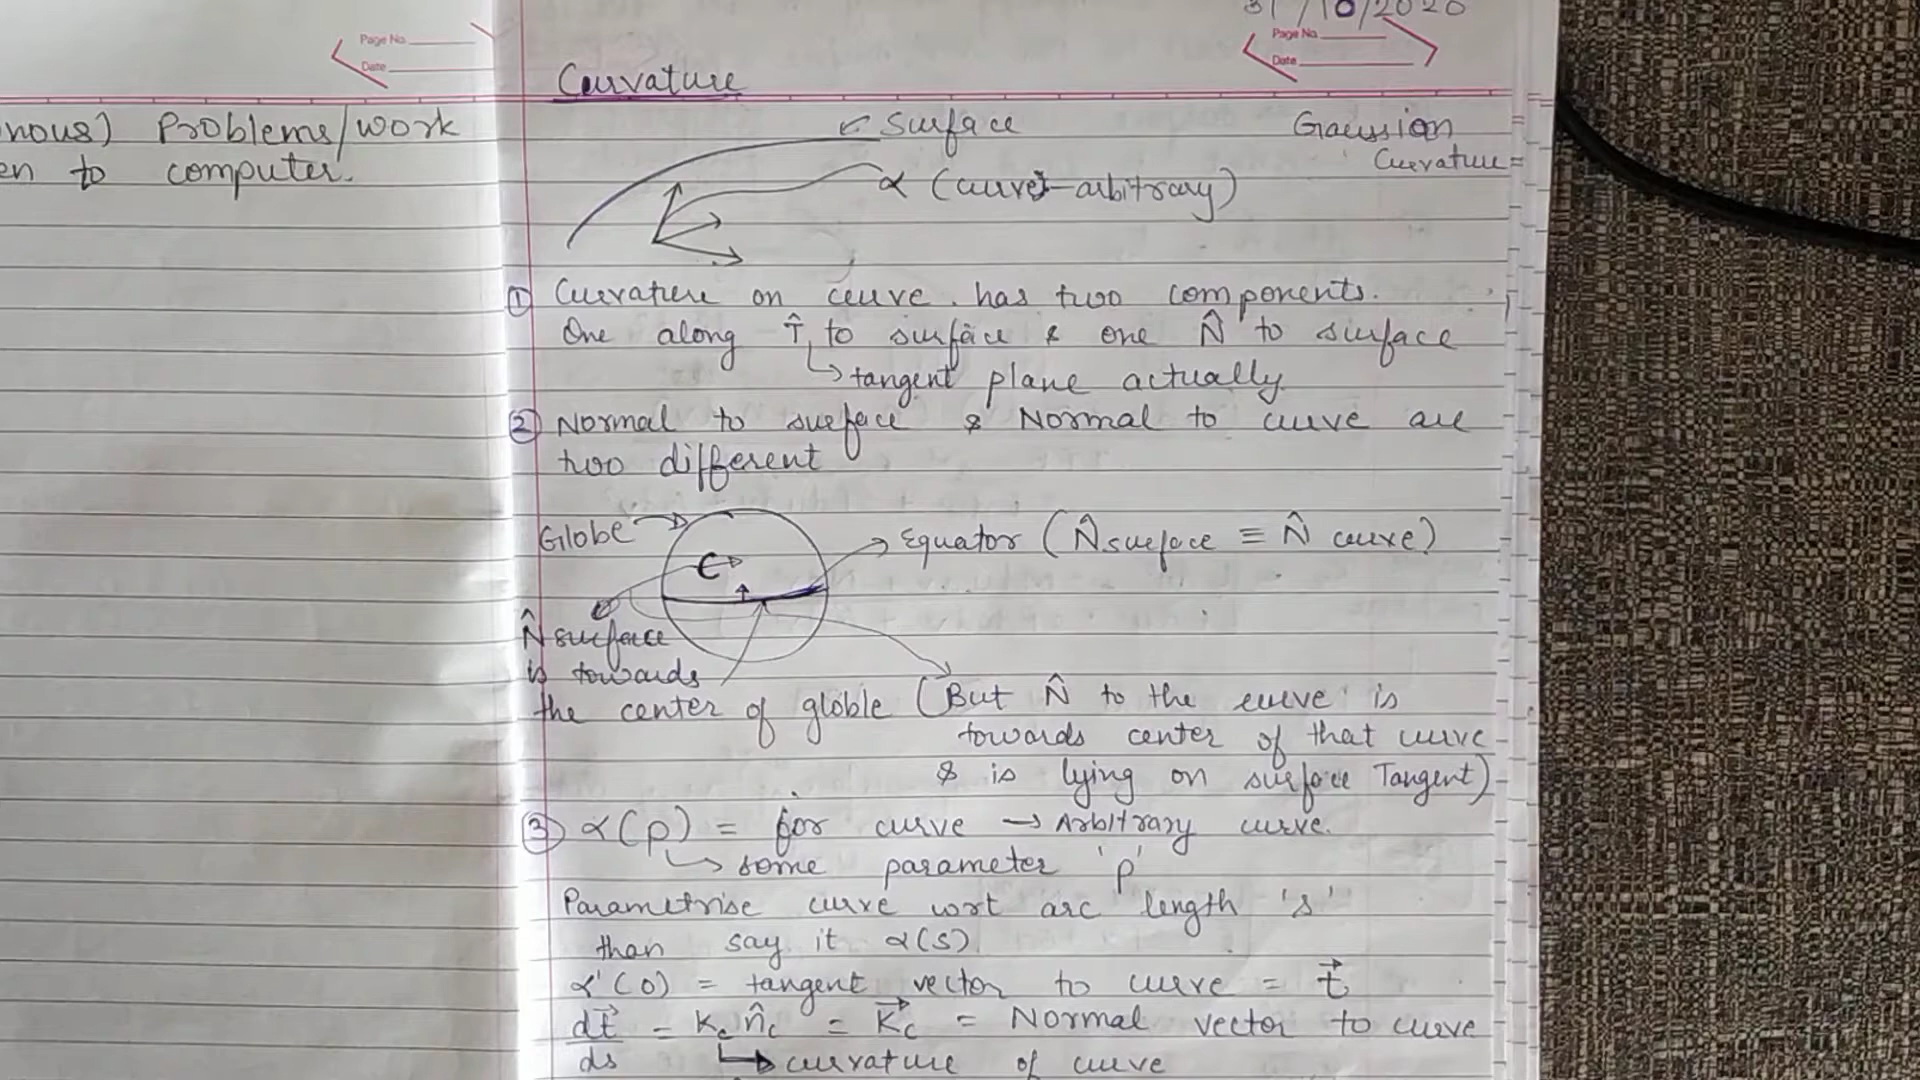 31/10/2020
Page No.
Date
Page No.
Date
Curvature
nous) Problems/work
en to computer.
Surface
Gaussian
Curvature =
α (curve - arbitrary)
① Curvature on curve has two components.
One along T̂ to surface & one N̂ to surface
tangent plane actually
② Normal to surface & Normal to curve are
two different
Globe
Equator (N̂ surface ≡ N̂ curve)
N̂ surface
is towards
the center of globle (But N̂ to the curve is
towards center of that curve
& is lying on surface Tangent)
③ α(p) = for curve → Arbitrary curve.
some parameter 'p'
Parametrise curve wrt arc length 's'
than say it α(s)
α'(0) = tangent vector to curve = t⃗
dt⃗/ds = Kc n̂c = K⃗c = Normal vector to curve
curvature of curve